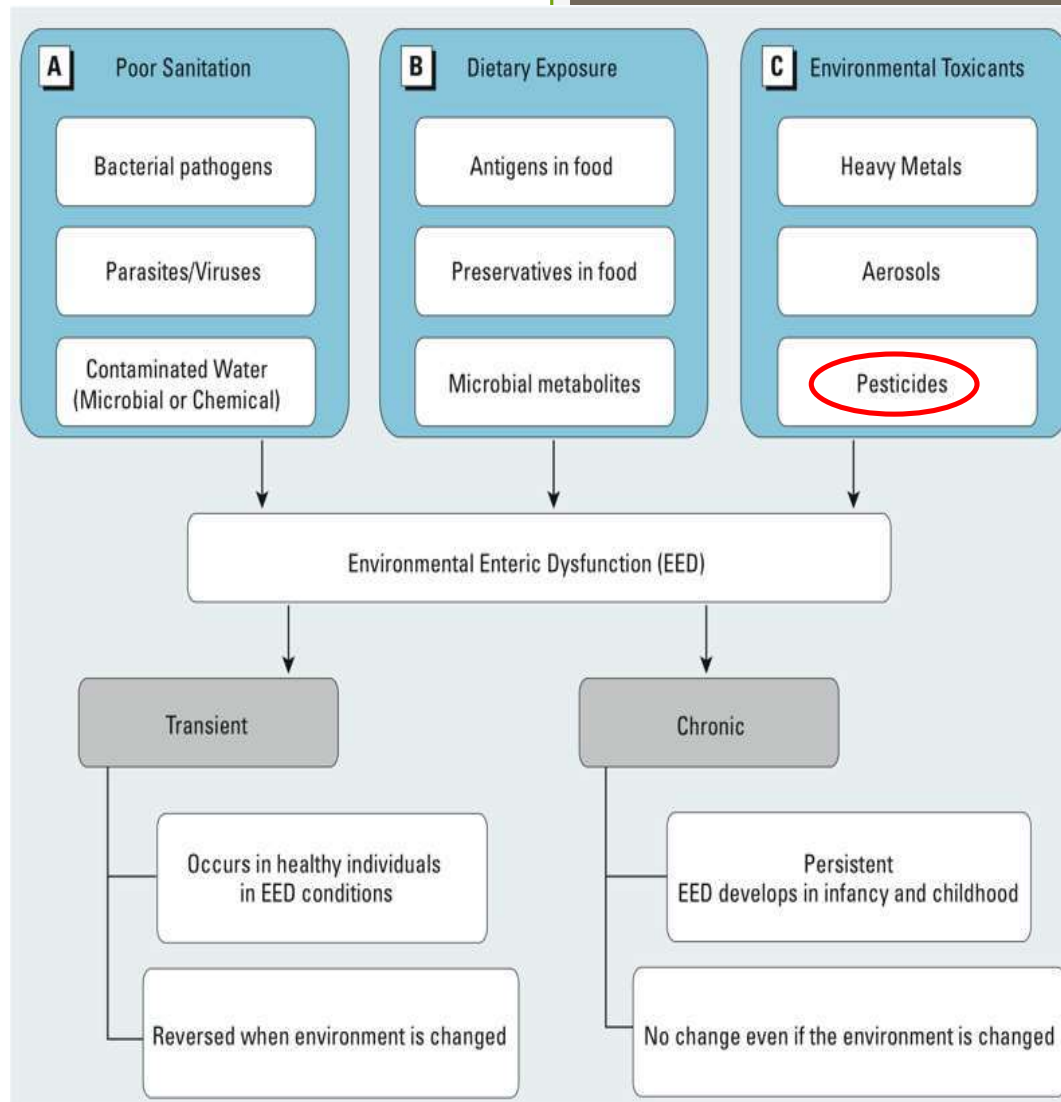 A Poor Sanitation
Bacterial pathogens
Parasites/Viruses
Contaminated Water
(Microbial or Chemical)
B Dietary Exposure
Antigens in food
Preservatives in food
Microbial metabolites
C Environmental Toxicants
Heavy Metals
Aerosols
Pesticides
Environmental Enteric Dysfunction (EED)
Transient
Occurs in healthy individuals
in EED conditions
Reversed when environment is changed
Chronic
Persistent
EED develops in infancy and childhood
No change even if the environment is changed